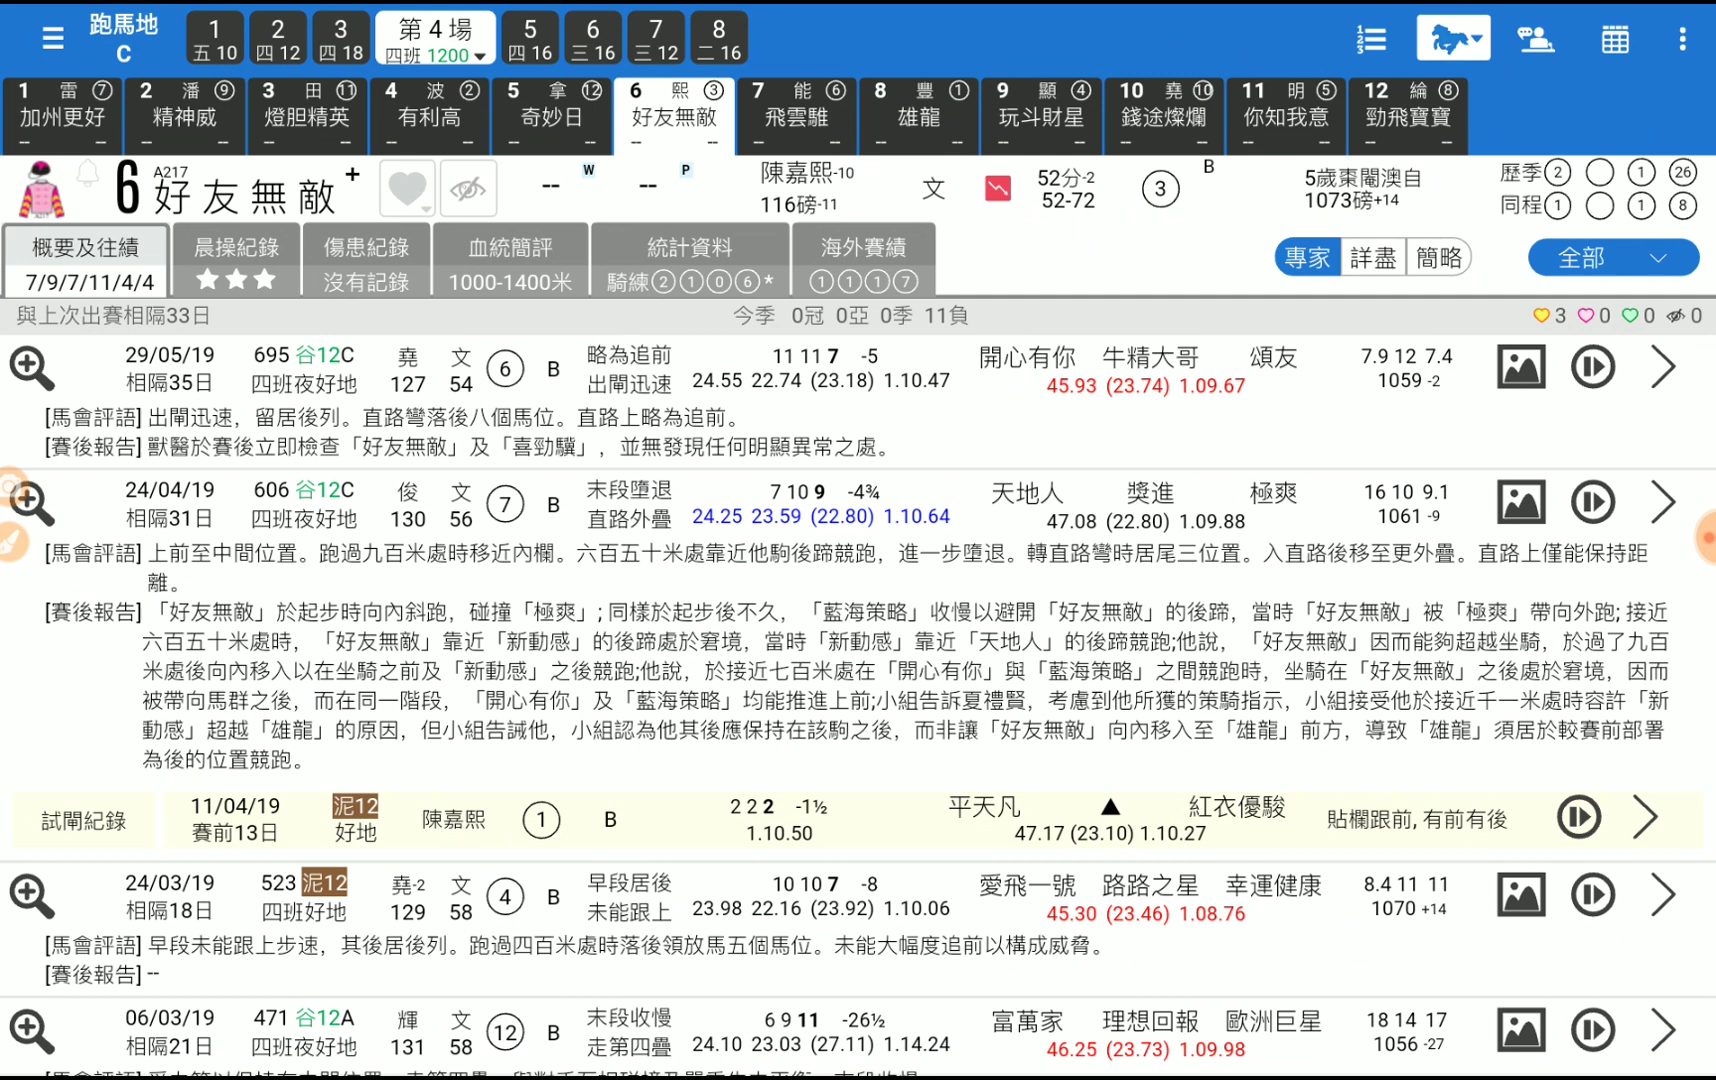 跑馬地
C
1 五 10
2 四 12
3 四 18
第 4 場 四班 1200
5 四 16
6 三 16
7 三 12
8 二 16
1 雷 ⑦ 加州更好 --  --
2 潘 ⑨ 精神威 --  --
3 田 ⑪ 燈胆精英 --  --
4 波 ② 有利高 --  --
5 拿 ⑫ 奇妙日 --  --
6 熙 ③ 好友無敵 --  --
7 能 ⑥ 飛雲騅 --  --
8 豐 ① 雄龍 --  --
9 顯 ④ 玩斗財星 --  --
10 堯 ⑩ 錢途燦爛 --  --
11 明 ⑤ 你知我意 --  --
12 綸 ⑧ 勁飛寶寶 --  --
6 A217 好友無敵 + -- W -- P
陳嘉熙-10
116磅-11
文
52分-2
52-72
③ B
5歲棗閹澳自
1073磅+14
歷季 ② ○ ① ㉖
同程 ① ○ ① ⑧
概要及往績 7/9/7/11/4/4
晨操紀錄 ★★★
傷患紀錄 沒有記錄
血統簡評 1000-1400米
統計資料 騎練②①⓪⑥*
海外賽績 ①①①⑦
專家 詳盡 簡略 全部
與上次出賽相隔33日 今季 0冠 0亞 0季 11負 3 0 0 0
29/05/19 695 谷12C 堯 文 ⑥ B 略為追前 11 11 7 -5 開心有你 牛精大哥 頌友 7.9 12 7.4
相隔35日 四班夜好地 127 54 出閘迅速 24.55 22.74 (23.18) 1.10.47 45.93 (23.74) 1.09.67 1059 -2
[馬會評語] 出閘迅速，留居後列。直路彎落後八個馬位。直路上略為追前。
[賽後報告] 獸醫於賽後立即檢查「好友無敵」及「喜勁驥」，並無發現任何明顯異常之處。
24/04/19 606 谷12C 俊 文 ⑦ B 末段墮退 7 10 9 -4¾ 天地人 獎進 極爽 16 10 9.1
相隔31日 四班夜好地 130 56 直路外疊 24.25 23.59 (22.80) 1.10.64 47.08 (22.80) 1.09.88 1061 -9
[馬會評語] 上前至中間位置。跑過九百米處時移近內欄。六百五十米處靠近他駒後蹄競跑，進一步墮退。轉直路彎時居尾三位置。入直路後移至更外疊。直路上僅能保持距
離。
[賽後報告] 「好友無敵」於起步時向內斜跑，碰撞「極爽」; 同樣於起步後不久，「藍海策略」收慢以避開「好友無敵」的後蹄，當時「好友無敵」被「極爽」帶向外跑; 接近
六百五十米處時，「好友無敵」靠近「新動感」的後蹄處於窘境，當時「新動感」靠近「天地人」的後蹄競跑;他說，「好友無敵」因而能夠超越坐騎，於過了九百
米處後向內移入以在坐騎之前及「新動感」之後競跑;他說，於接近七百米處在「開心有你」與「藍海策略」之間競跑時，坐騎在「好友無敵」之後處於窘境，因而
被帶向馬群之後，而在同一階段，「開心有你」及「藍海策略」均能推進上前;小組告訴夏禮賢，考慮到他所獲的策騎指示，小組接受他於接近千一米處時容許「新
動感」超越「雄龍」的原因，但小組告誡他，小組認為他其後應保持在該駒之後，而非讓「好友無敵」向內移入至「雄龍」前方，導致「雄龍」須居於較賽前部署
為後的位置競跑。
試閘紀錄 11/04/19 泥12 陳嘉熙 ① B 2 2 2 -1½ 平天凡 ▲ 紅衣優駿 貼欄跟前, 有前有後
賽前13日 好地 1.10.50 47.17 (23.10) 1.10.27
24/03/19 523 泥12 堯-2 文 ④ B 早段居後 10 10 7 -8 愛飛一號 路路之星 幸運健康 8.4 11 11
相隔18日 四班好地 129 58 未能跟上 23.98 22.16 (23.92) 1.10.06 45.30 (23.46) 1.08.76 1070 +14
[馬會評語] 早段未能跟上步速，其後居後列。跑過四百米處時落後領放馬五個馬位。未能大幅度追前以構成威脅。
[賽後報告] --
06/03/19 471 谷12A 輝 文 ⑫ B 末段收慢 6 9 11 -26½ 富萬家 理想回報 歐洲巨星 18 14 17
相隔21日 四班夜好地 131 58 走第四疊 24.10 23.03 (27.11) 1.14.24 46.25 (23.73) 1.09.98 1056 -27